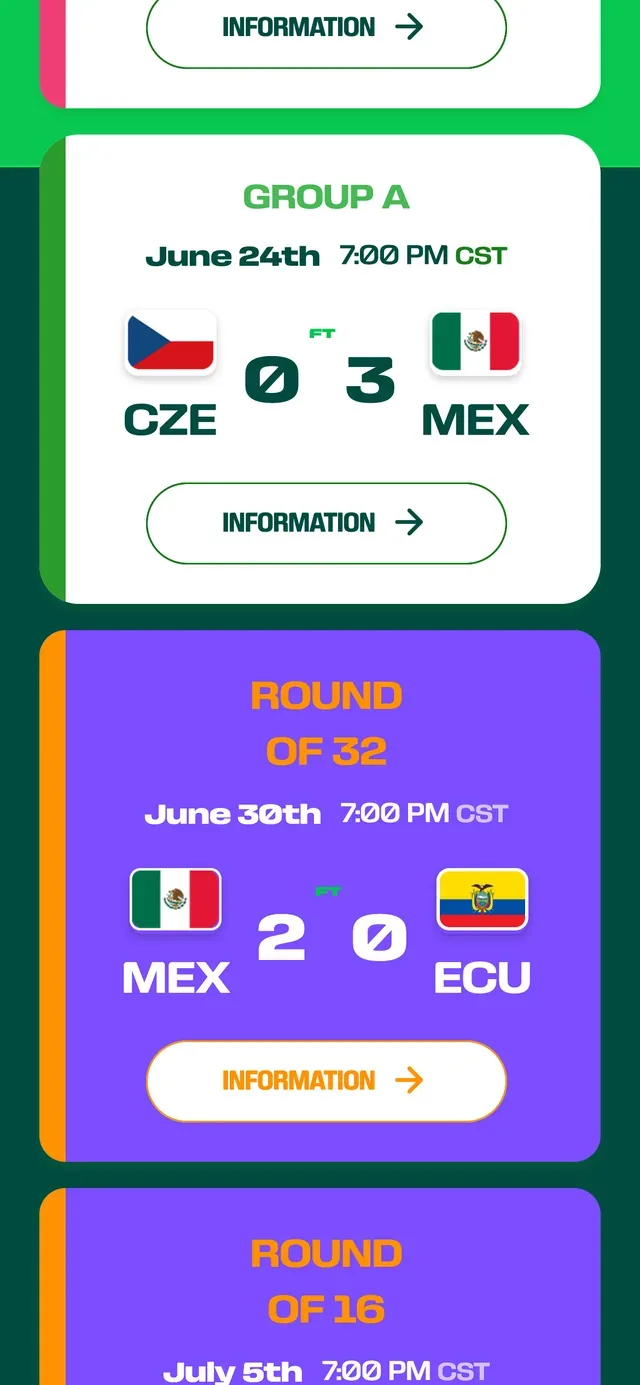 INFORMATION →
GROUP A
June 24th 7:00 PM CST
FT
0 3
CZE MEX
INFORMATION →
ROUND
OF 32
June 30th 7:00 PM CST
FT
2 0
MEX ECU
INFORMATION →
ROUND
OF 16
July 5th 7:00 PM CST